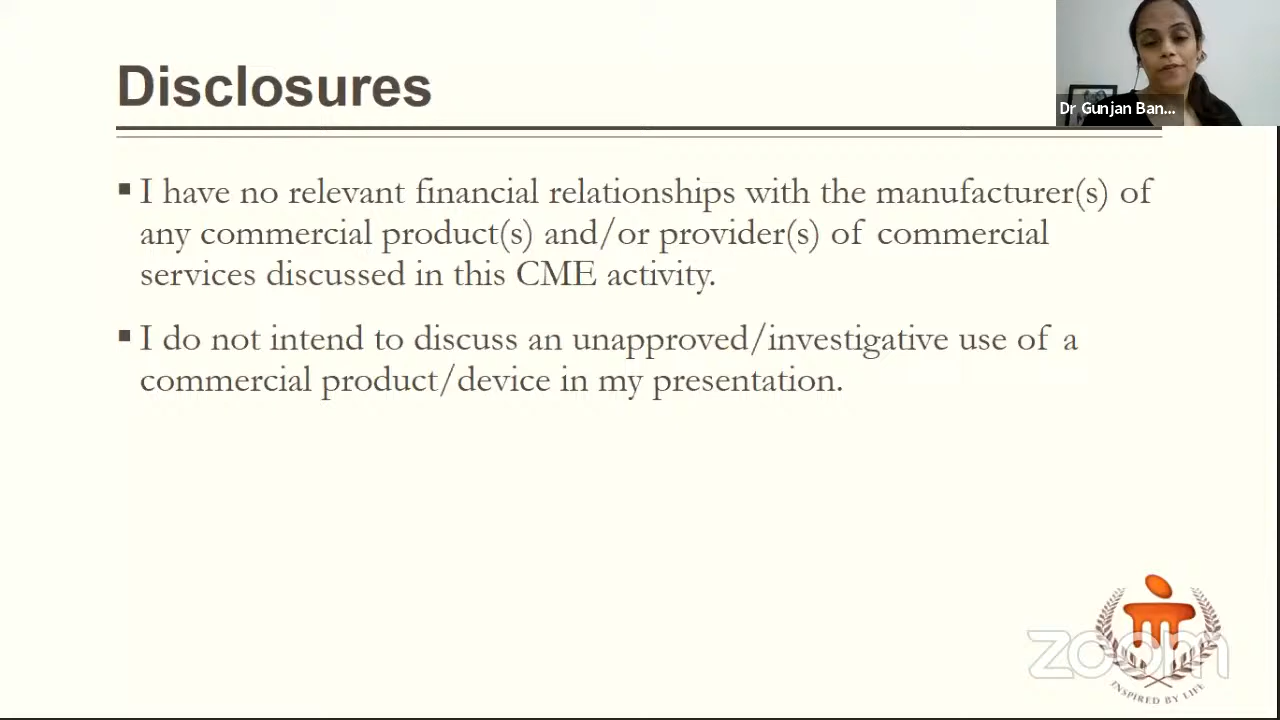 Disclosures
Dr Gunjan Ban...
▪ I have no relevant financial relationships with the manufacturer(s) of
any commercial product(s) and/or provider(s) of commercial
services discussed in this CME activity.
▪ I do not intend to discuss an unapproved/investigative use of a
commercial product/device in my presentation.
zoom
INSPIRED BY LIFE